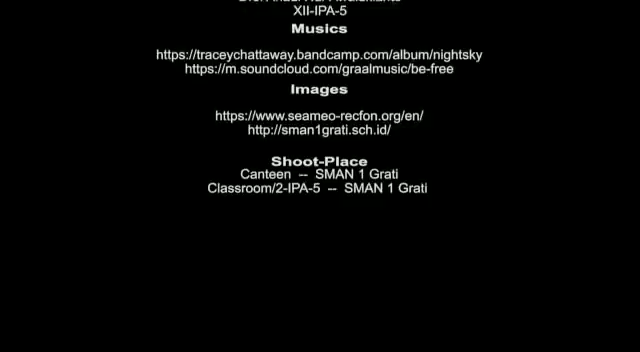 XII-IPA-5
Musics
https://traceychattaway.bandcamp.com/album/nightsky
https://m.soundcloud.com/graalmusic/be-free
Images
https://www.seameo-recfon.org/en/
http://sman1grati.sch.id/
Shoot-Place
Canteen -- SMAN 1 Grati
Classroom/2-IPA-5 -- SMAN 1 Grati